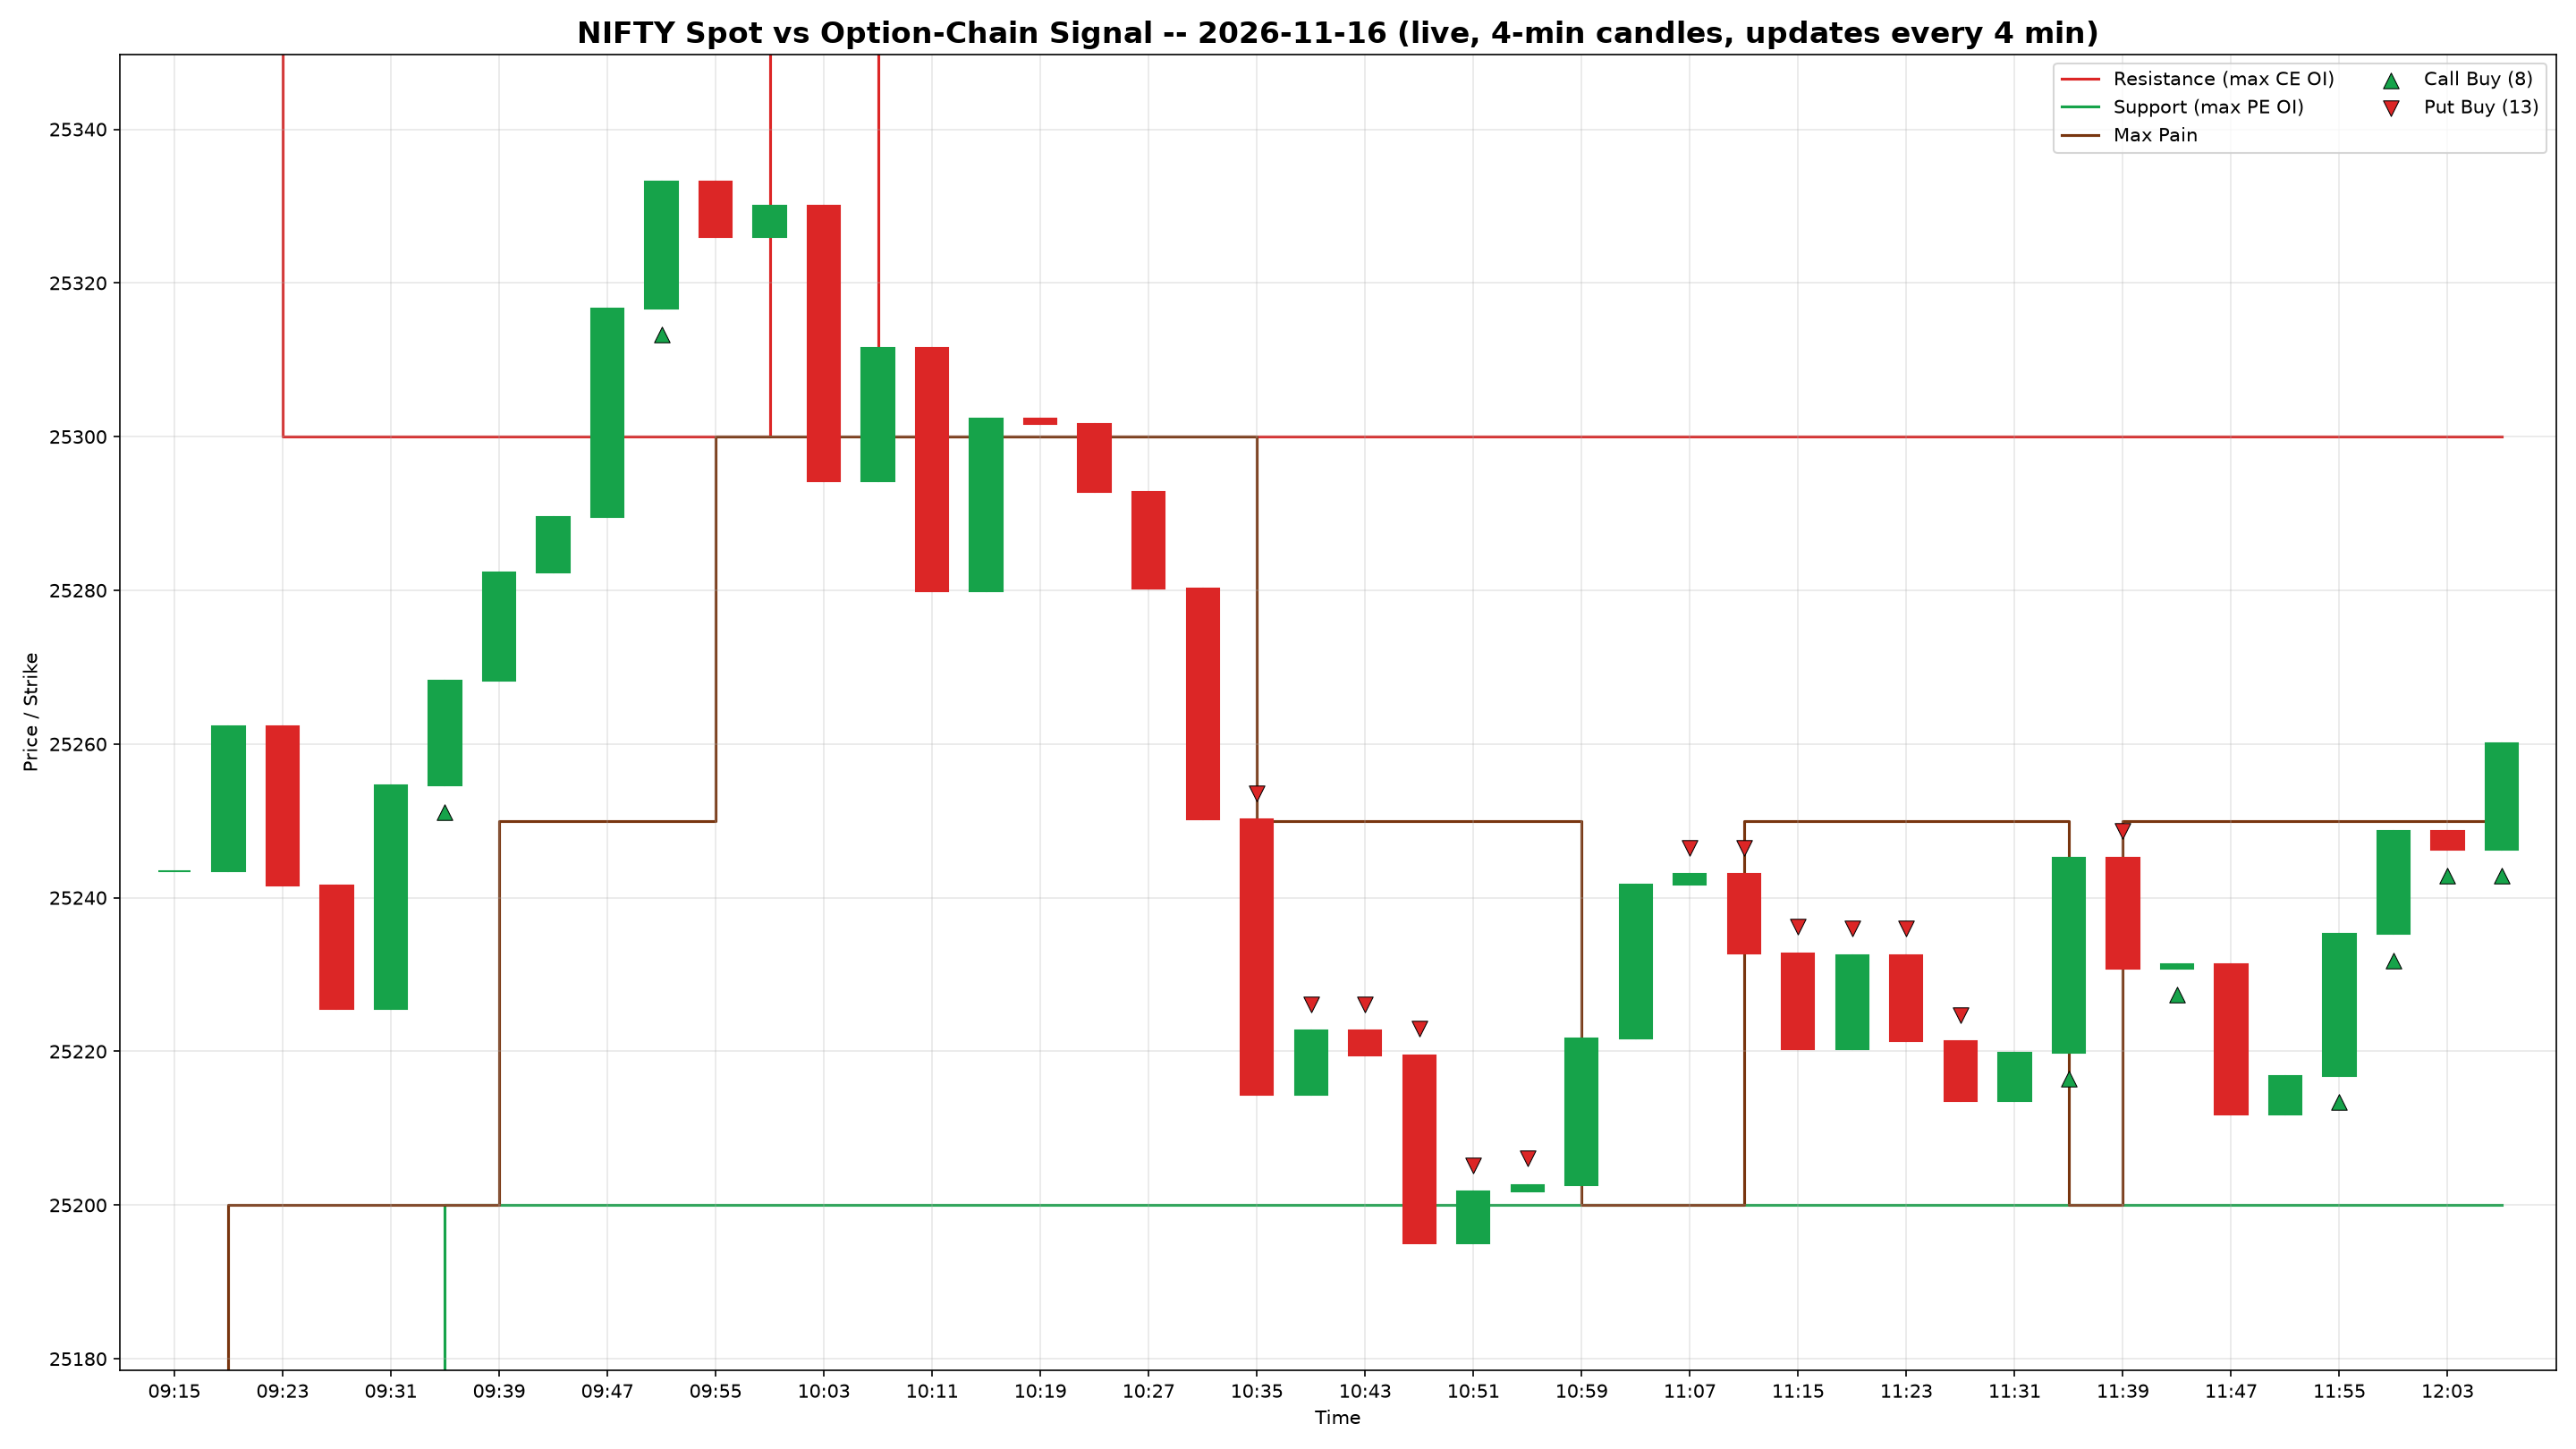 NIFTY Spot vs Option-Chain Signal -- 2026-11-16 (live, 4-min candles, updates every 4 min)
Resistance (max CE OI)
Support (max PE OI)
Max Pain
Call Buy (8)
Put Buy (13)
Price / Strike
25340
25320
25300
25280
25260
25240
25220
25200
25180
09:15 09:23 09:31 09:39 09:47 09:55 10:03 10:11 10:19 10:27 10:35 10:43 10:51 10:59 11:07 11:15 11:23 11:31 11:39 11:47 11:55 12:03
Time